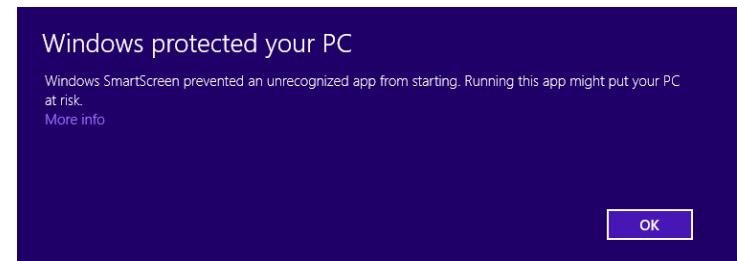 Windows protected your PC
Windows SmartScreen prevented an unrecognized app from starting. Running this app might put your PC
at risk.
More info
OK